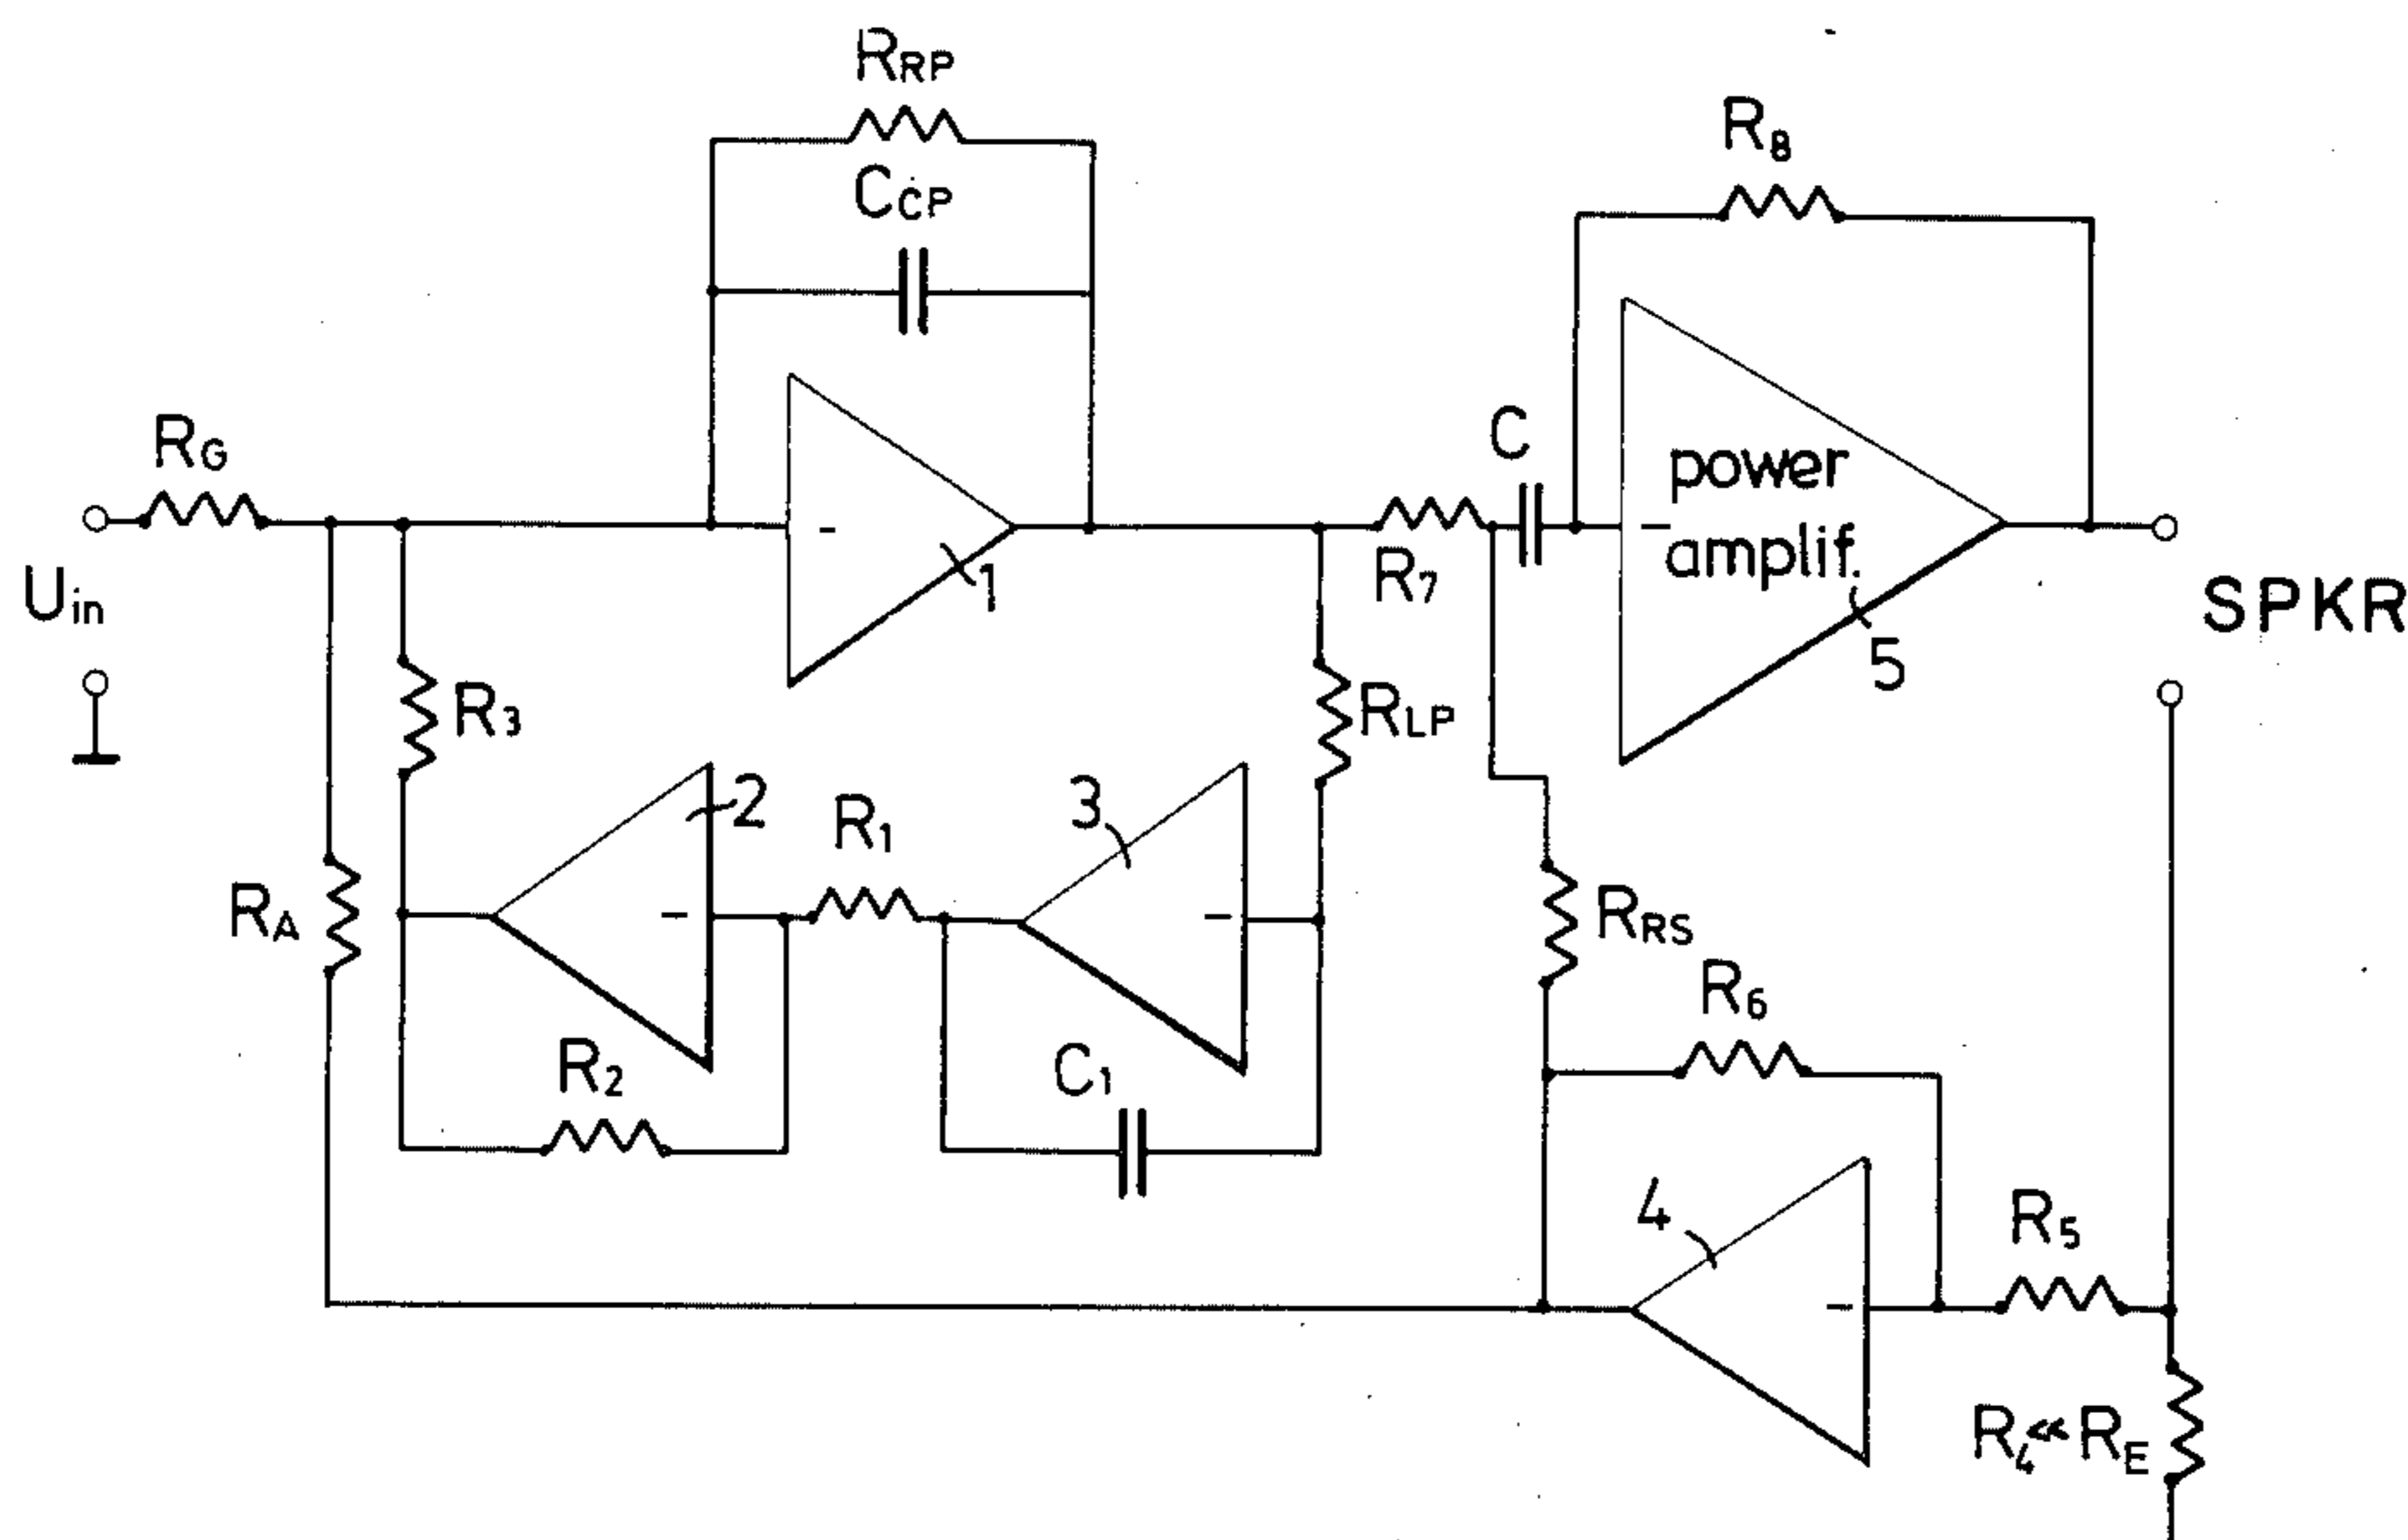 RRP
CCP
R8
RG
C
-
power
amplif.
-
Uin
1
R7
5
SPKR
R3
RLP
2
R1
3
RA
-
-
RRS
R6
R2
C1
4
R5
-
R4≪RE